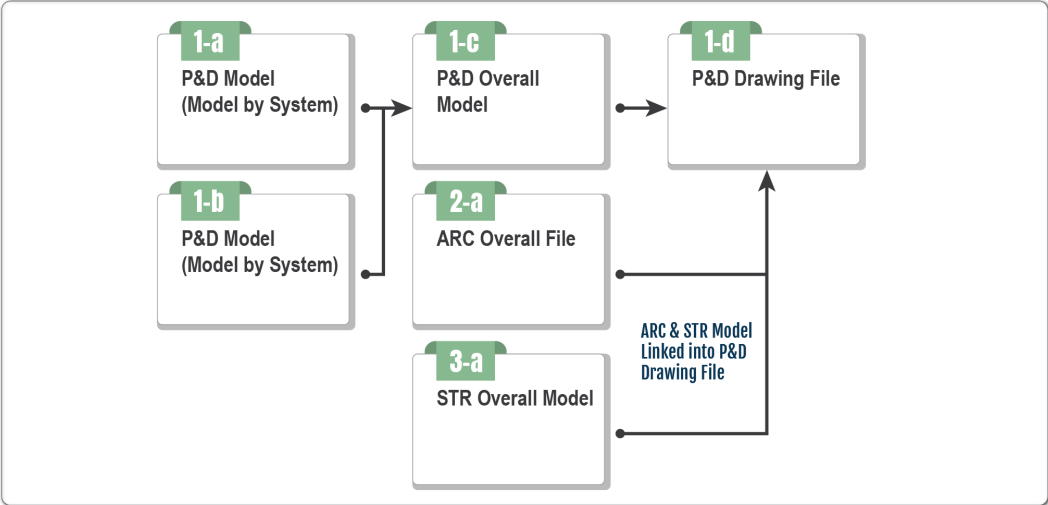 1-a
P&D Model
(Model by System)
1-c
P&D Overall
Model
1-d
P&D Drawing File
1-b
P&D Model
(Model by System)
2-a
ARC Overall File
ARC & STR Model
Linked into P&D
Drawing File
3-a
STR Overall Model